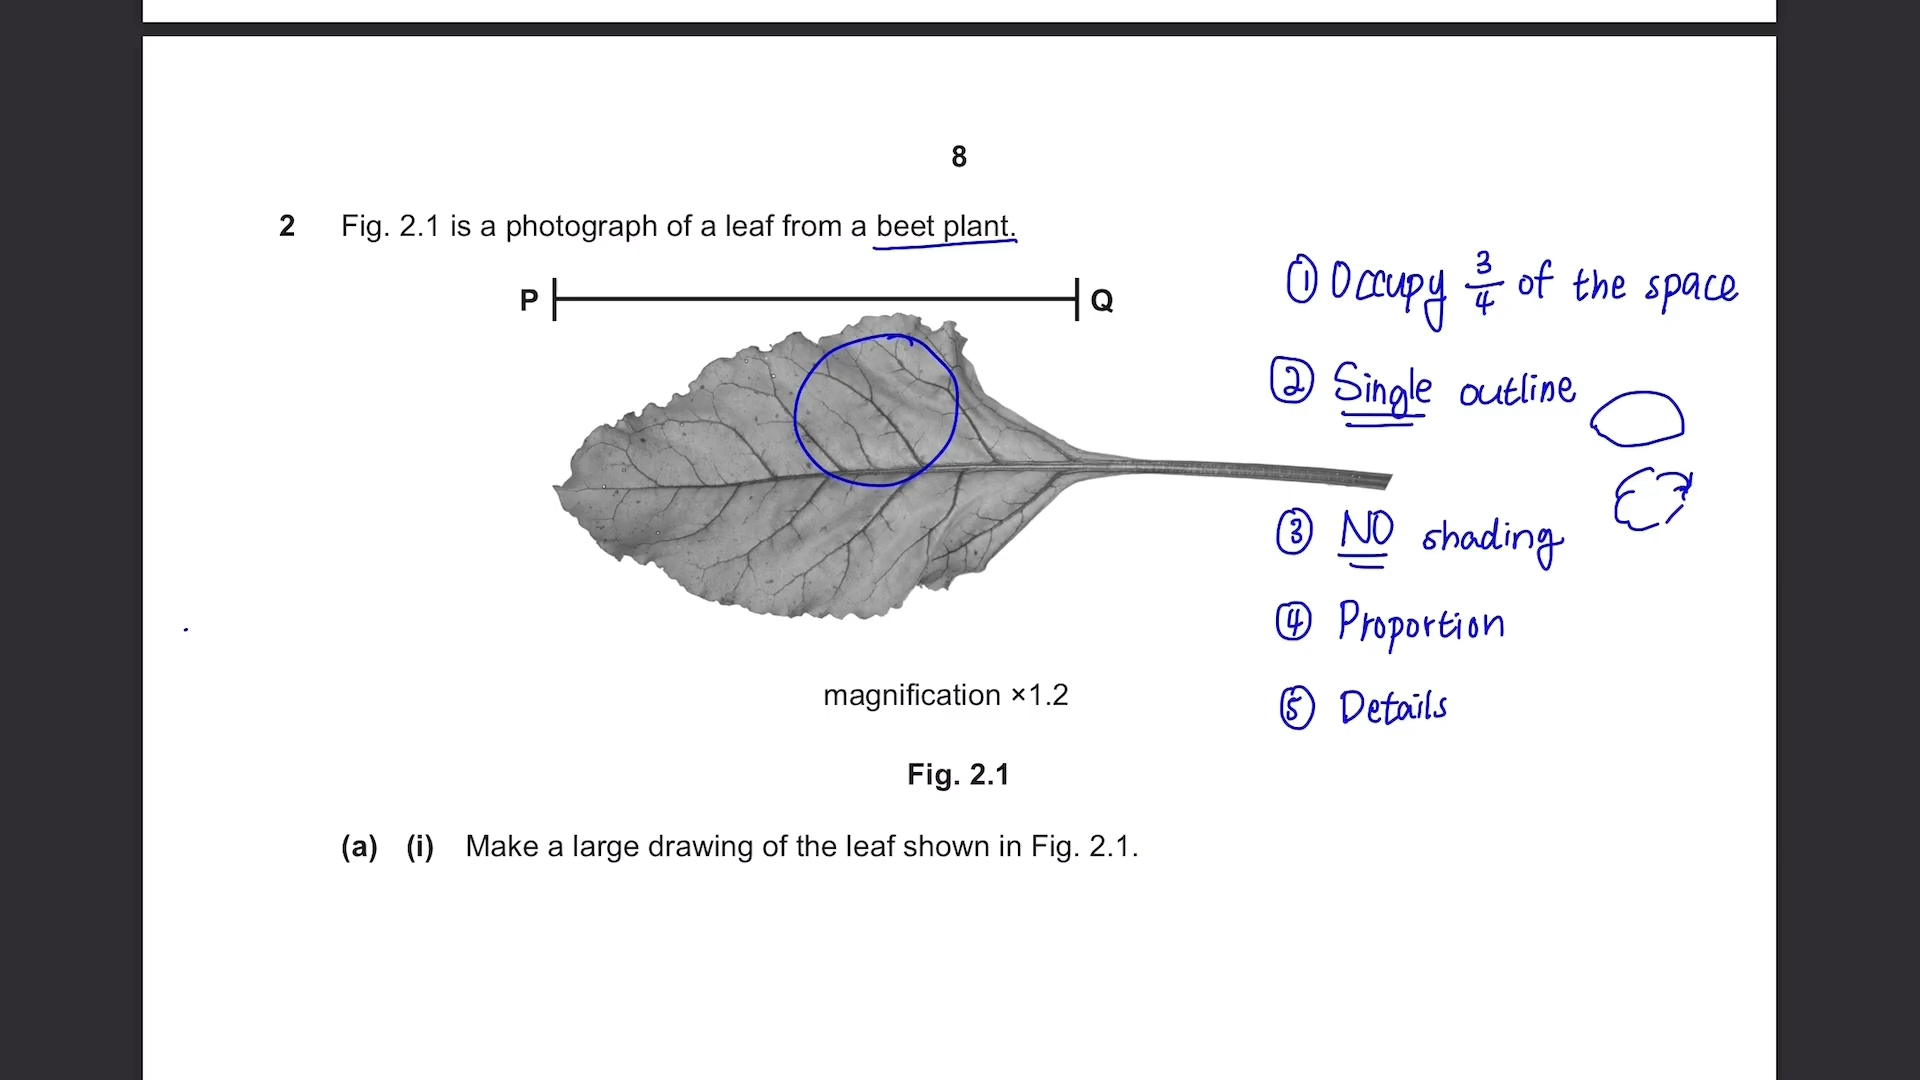 8
2 Fig. 2.1 is a photograph of a leaf from a beet plant.
P Q
① Occupy 3/4 of the space
② Single outline
③ NO shading
④ Proportion
⑤ Details
magnification ×1.2
Fig. 2.1
(a) (i) Make a large drawing of the leaf shown in Fig. 2.1.